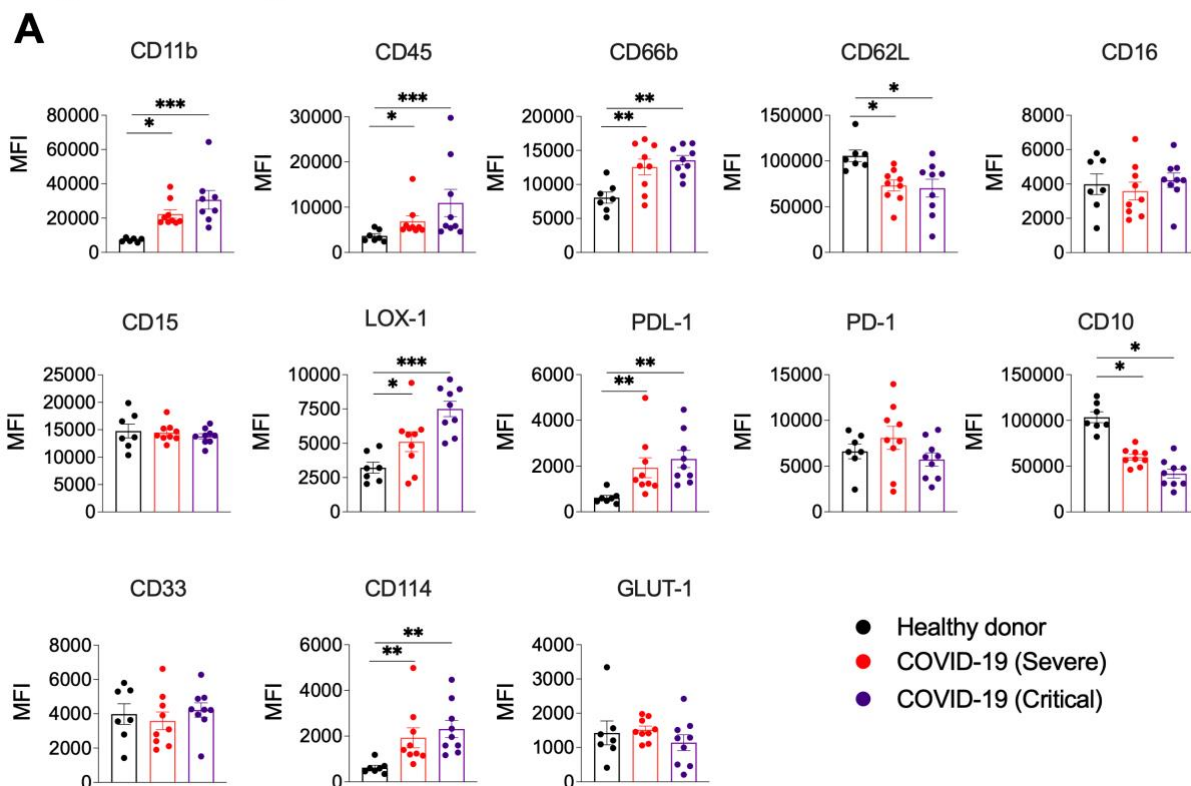 A
CD11b
CD45
CD66b
CD62L
CD16
MFI
80000
60000
40000
20000
0
*
***
MFI
30000
20000
10000
0
*
***
MFI
20000
15000
10000
5000
0
**
**
MFI
150000
100000
50000
0
*
*
MFI
8000
6000
4000
2000
0
CD15
LOX-1
PDL-1
PD-1
CD10
MFI
25000
20000
15000
10000
5000
0
MFI
10000
7500
5000
2500
0
*
***
MFI
6000
4000
2000
0
**
**
MFI
15000
10000
5000
0
MFI
150000
100000
50000
0
*
*
CD33
CD114
GLUT-1
MFI
8000
6000
4000
2000
0
MFI
6000
4000
2000
0
**
**
MFI
4000
3000
2000
1000
0
Healthy donor
COVID-19 (Severe)
COVID-19 (Critical)